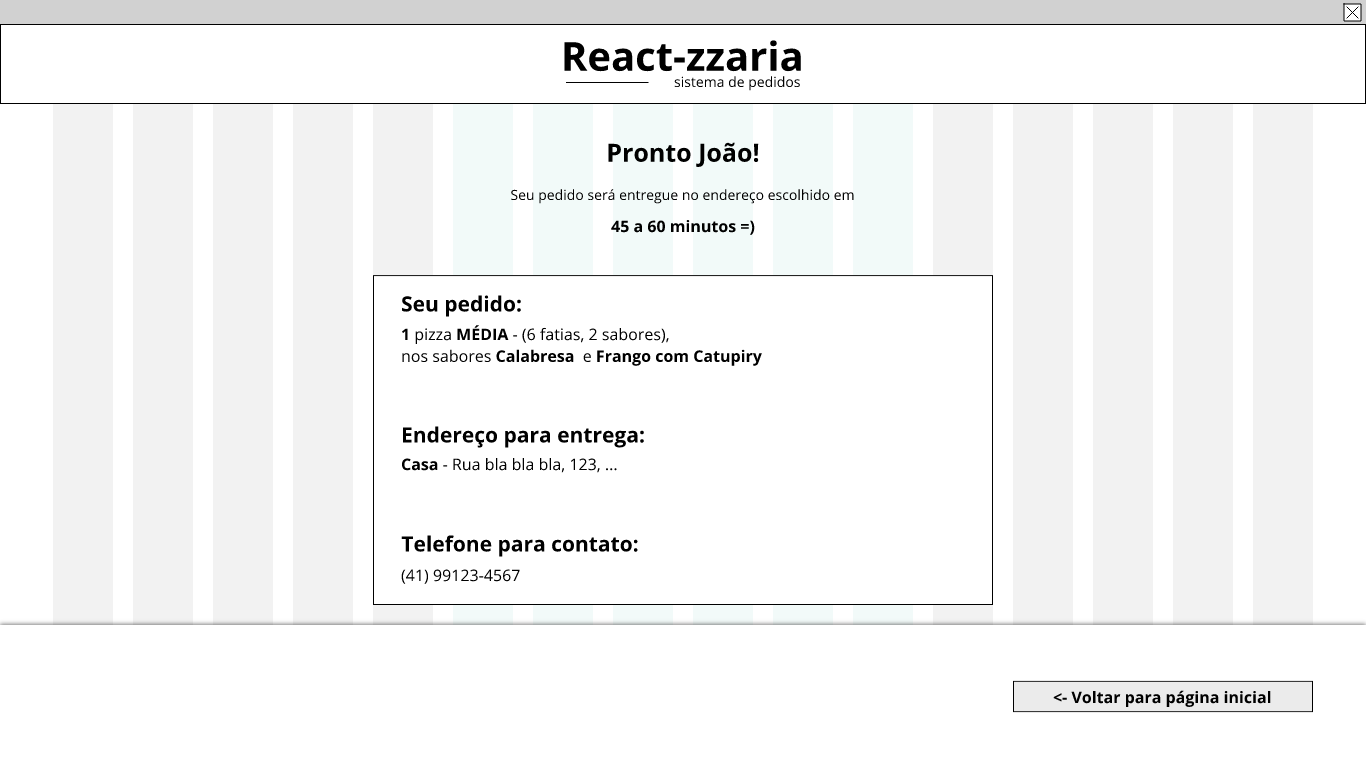 React-zzaria
sistema de pedidos
Pronto João!
Seu pedido será entregue no endereço escolhido em
45 a 60 minutos =)
Seu pedido:
1 pizza MÉDIA - (6 fatias, 2 sabores),
nos sabores Calabresa  e Frango com Catupiry
Endereço para entrega:
Casa - Rua bla bla bla, 123, ...
Telefone para contato:
(41) 99123-4567
<- Voltar para página inicial